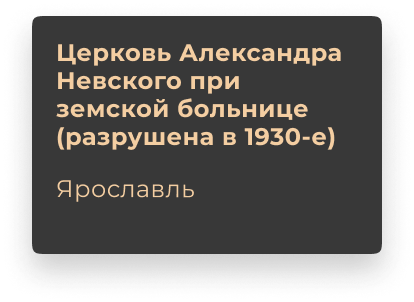 Церковь Александра
Невского при
земской больнице
(разрушена в 1930-е)
Ярославль